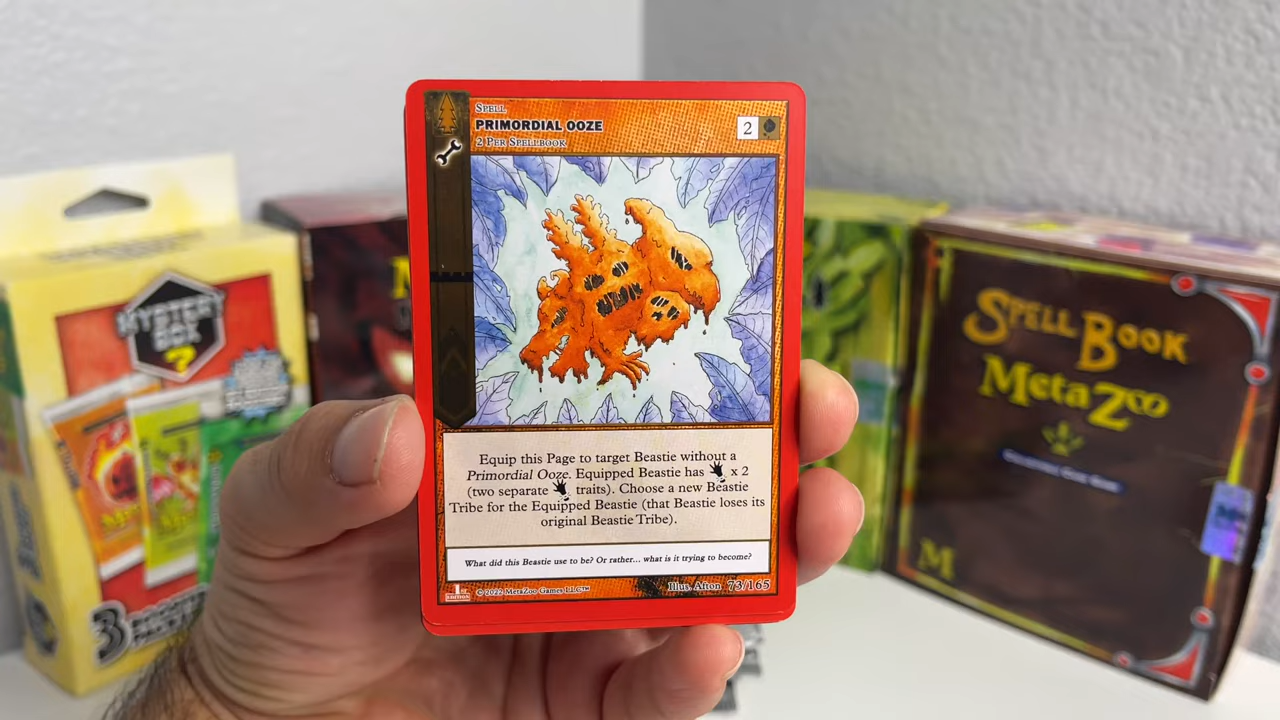 SPELL
PRIMORDIAL OOZE
2 PER SPELLBOOK
2
Equip this Page to target Beastie without a
Primordial Ooze. Equipped Beastie has x 2
(two separate traits). Choose a new Beastie
Tribe for the Equipped Beastie (that Beastie loses its
original Beastie Tribe).
What did this Beastie use to be? Or rather... what is it trying to become?
1ST
EDITION
© 2022 MetaZoo Games LLC™
Illus. Afton 73/165
MYSTERY
BOX
?
3
SPELL BOOK
METAZOO
M